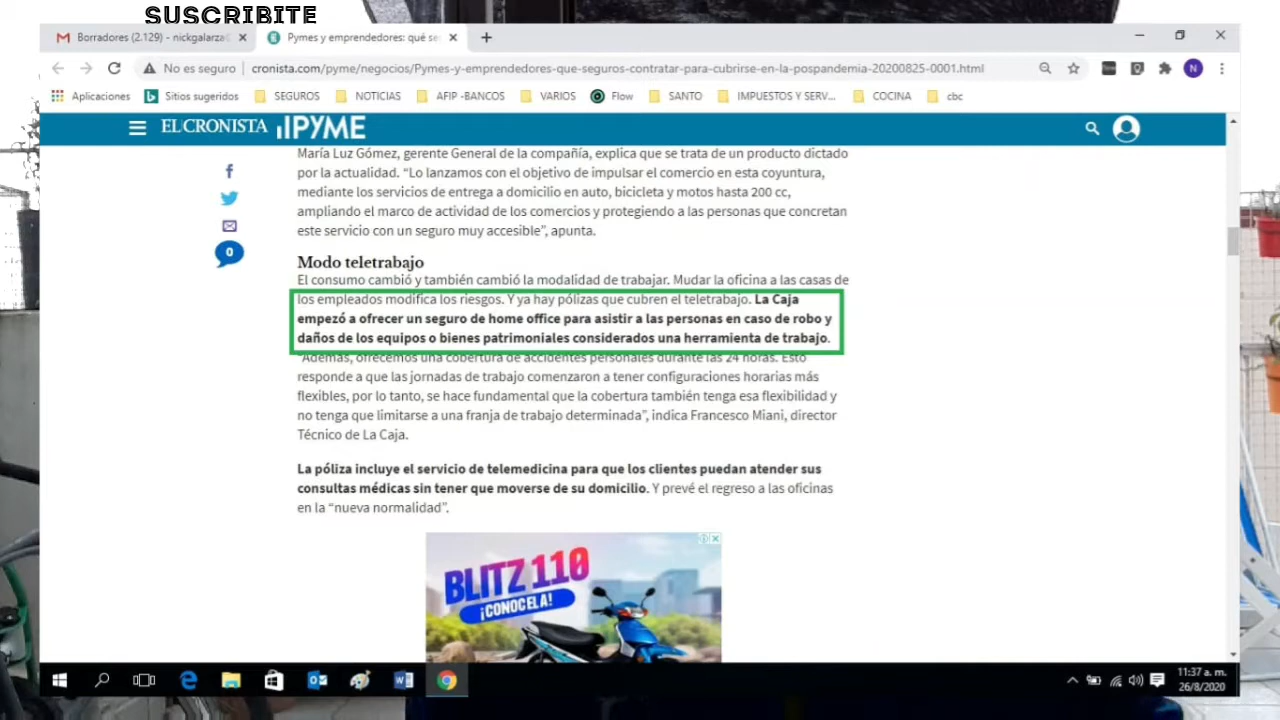 SUSCRIBITE
Borradores (2.129) - nickgalarza
Pymes y emprendedores: qué se
No es seguro
cronista.com/pyme/negocios/Pymes-y-emprendedores-que-seguros-contratar-para-cubrirse-en-la-pospandemia-20200825-0001.html
N
Aplicaciones
Sitios sugeridos
SEGUROS
NOTICIAS
AFIP -BANCOS
VARIOS
Flow
SANTO
IMPUESTOS Y SERV...
COCINA
cbc
EL CRONISTA
PYME
María Luz Gómez, gerente General de la compañía, explica que se trata de un producto dictado
por la actualidad. “Lo lanzamos con el objetivo de impulsar el comercio en esta coyuntura,
mediante los servicios de entrega a domicilio en auto, bicicleta y motos hasta 200 cc,
ampliando el marco de actividad de los comercios y protegiendo a las personas que concretan
este servicio con un seguro muy accesible”, apunta.
0
Modo teletrabajo
El consumo cambió y también cambió la modalidad de trabajar. Mudar la oficina a las casas de
los empleados modifica los riesgos. Y ya hay pólizas que cubren el teletrabajo. La Caja
empezó a ofrecer un seguro de home office para asistir a las personas en caso de robo y
daños de los equipos o bienes patrimoniales considerados una herramienta de trabajo.
“Además, ofrecemos una cobertura de accidentes personales durante las 24 horas. Esto
responde a que las jornadas de trabajo comenzaron a tener configuraciones horarias más
flexibles, por lo tanto, se hace fundamental que la cobertura también tenga esa flexibilidad y
no tenga que limitarse a una franja de trabajo determinada”, indica Francesco Miani, director
Técnico de La Caja.
La póliza incluye el servicio de telemedicina para que los clientes puedan atender sus
consultas médicas sin tener que moverse de su domicilio. Y prevé el regreso a las oficinas
en la “nueva normalidad”.
BLITZ 110
¡CONOCELA!
11:37 a. m.
26/8/2020